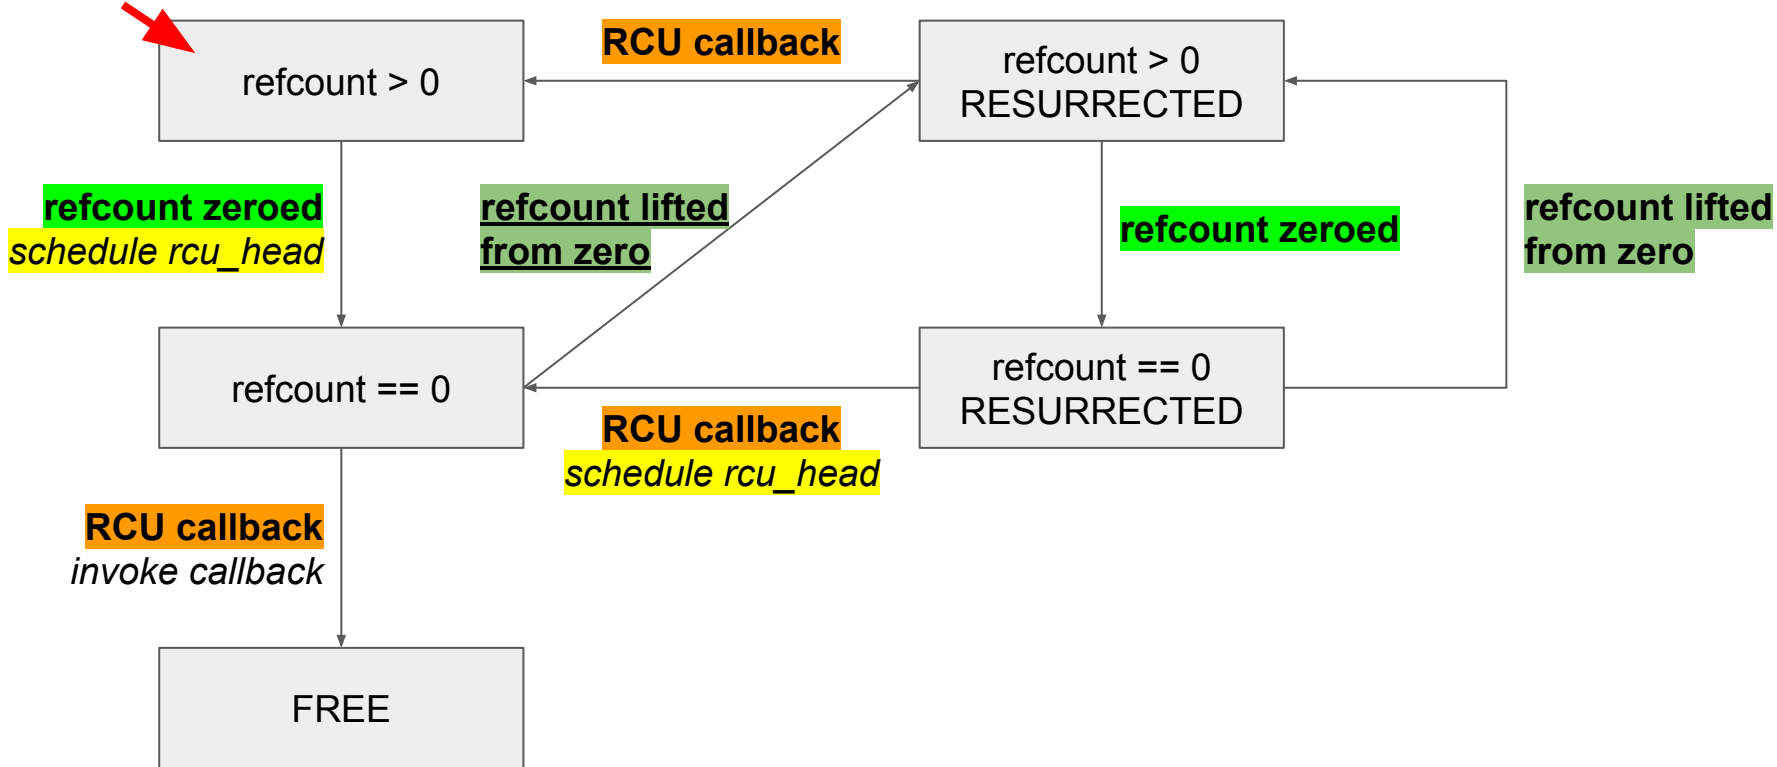 RCU callback
refcount > 0
refcount > 0
RESURRECTED
refcount zeroed
schedule rcu_head
refcount lifted
from zero
refcount zeroed
refcount lifted
from zero
refcount == 0
refcount == 0
RESURRECTED
RCU callback
schedule rcu_head
RCU callback
invoke callback
FREE